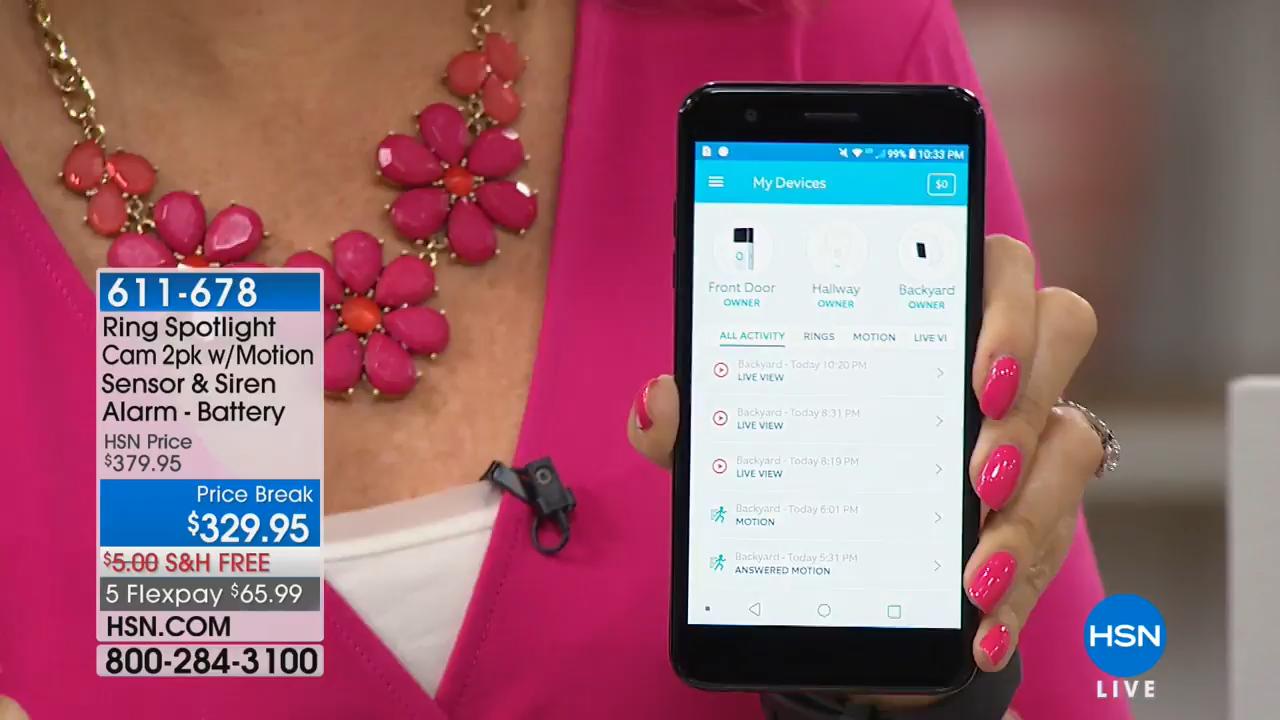 611-678
Ring Spotlight
Cam 2pk w/Motion
Sensor & Siren
Alarm - Battery
HSN Price
$379.95
Price Break
$329.95
$5.00 S&H FREE
5 Flexpay $65.99
HSN.COM
800-284-3100
99% 10:33 PM
My Devices
$0
Front Door
OWNER
Hallway
OWNER
Backyard
OWNER
ALL ACTIVITY RINGS MOTION LIVE VI
Backyard - Today 10:20 PM
LIVE VIEW
Backyard - Today 8:31 PM
LIVE VIEW
Backyard - Today 8:19 PM
LIVE VIEW
Backyard - Today 6:01 PM
MOTION
Backyard - Today 5:31 PM
ANSWERED MOTION
HSN
LIVE